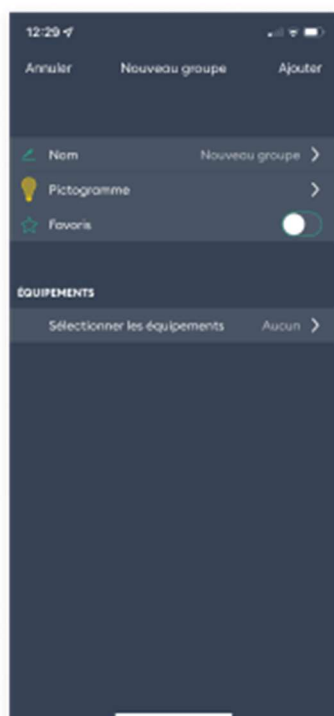 12:29
Annuler Nouveau groupe Ajouter
Nom Nouveau groupe
Pictogramme
Favoris
ÉQUIPEMENTS
Sélectionner les équipements Aucun